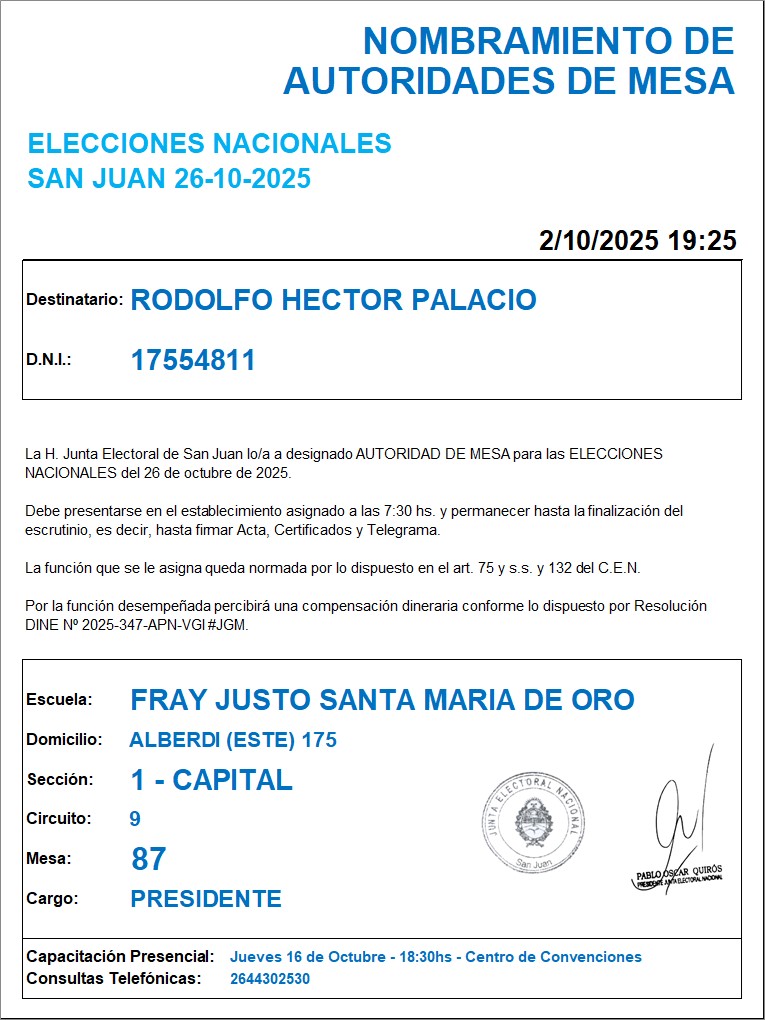 NOMBRAMIENTO DE
AUTORIDADES DE MESA
ELECCIONES NACIONALES
SAN JUAN 26-10-2025
2/10/2025 19:25
Destinatario: RODOLFO HECTOR PALACIO
D.N.I.: 17554811
La H. Junta Electoral de San Juan lo/a a designado AUTORIDAD DE MESA para las ELECCIONES
NACIONALES del 26 de octubre de 2025.
Debe presentarse en el establecimiento asignado a las 7:30 hs. y permanecer hasta la finalización del
escrutinio, es decir, hasta firmar Acta, Certificados y Telegrama.
La función que se le asigna queda normada por lo dispuesto en el art. 75 y s.s. y 132 del C.E.N.
Por la función desempeñada percibirá una compensación dineraria conforme lo dispuesto por Resolución
DINE Nº 2025-347-APN-VGI#JGM.
Escuela: FRAY JUSTO SANTA MARIA DE ORO
Domicilio: ALBERDI (ESTE) 175
Sección: 1 - CAPITAL
Circuito: 9
Mesa: 87
Cargo: PRESIDENTE
JUNTA ELECTORAL NACIONAL
San Juan
PABLO OSCAR QUIRÓS
PRESIDENTE JUNTA ELECTORAL NACIONAL
Capacitación Presencial: Jueves 16 de Octubre - 18:30hs - Centro de Convenciones
Consultas Telefónicas: 2644302530